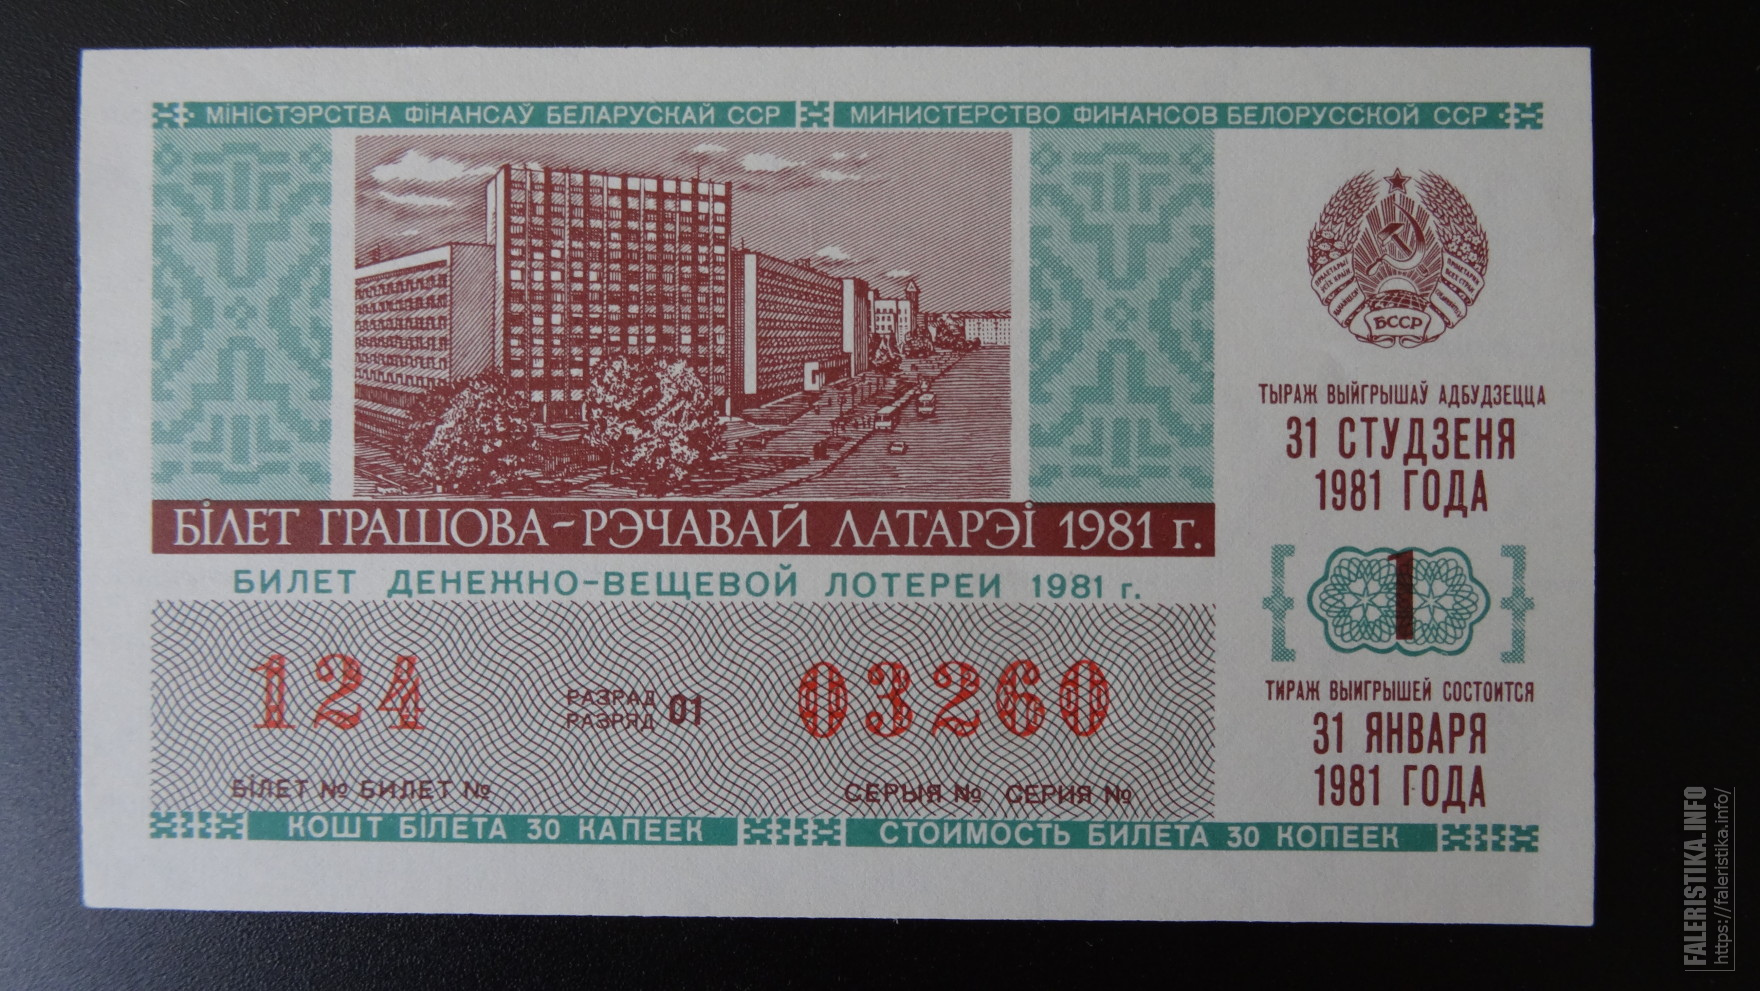 МІНІСТЭРСТВА ФІНАНСАЎ БЕЛАРУСКАЙ ССР
МИНИСТЕРСТВО ФИНАНСОВ БЕЛОРУССКОЙ ССР
БССР
ТЫРАЖ ВЫЙГРЫШАЎ АДБУДЗЕЦЦА
31 СТУДЗЕНЯ
1981 ГОДА
БІЛЕТ ГРАШОВА-РЭЧАВАЙ ЛАТАРЭІ 1981 г.
БИЛЕТ ДЕНЕЖНО-ВЕЩЕВОЙ ЛОТЕРЕИ 1981 г.
1
124
РАЗРАД
РАЗРЯД 01
03260
ТИРАЖ ВЫИГРЫШЕЙ СОСТОИТСЯ
31 ЯНВАРЯ
1981 ГОДА
БІЛЕТ № БИЛЕТ №
СЕРЫЯ № СЕРИЯ №
КОШТ БІЛЕТА 30 КАПЕЕК
СТОИМОСТЬ БИЛЕТА 30 КОПЕЕК
FALERISTIKA.INFO
https://faleristika.info/